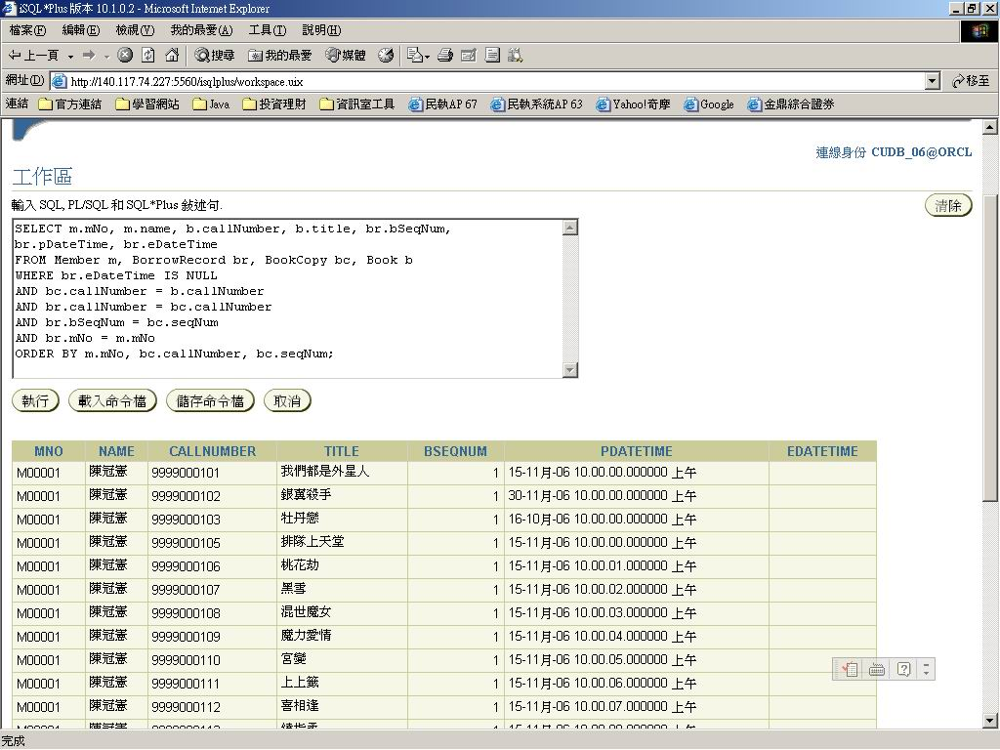 iSQL*Plus 版本 10.1.0.2 - Microsoft Internet Explorer
檔案(F) 編輯(E) 檢視(V) 我的最愛(A) 工具(T) 說明(H)
上一頁 搜尋 我的最愛 媒體
網址(D) http://140.117.74.227:5560/isqlplus/workspace.uix 移至
連結 官方連結 學習網站 Java 投資理財 資訊室工具 民執AP 67 民執系統AP 63 Yahoo!奇摩 Google 金鼎綜合證券
連線身份 CUDB_06@ORCL
工作區
輸入 SQL, PL/SQL 和 SQL*Plus 敍述句. 清除
SELECT m.mNo, m.name, b.callNumber, b.title, br.bSeqNum,
br.pDateTime, br.eDateTime
FROM Member m, BorrowRecord br, BookCopy bc, Book b
WHERE br.eDateTime IS NULL
AND bc.callNumber = b.callNumber
AND br.callNumber = bc.callNumber
AND br.bSeqNum = bc.seqNum
AND br.mNo = m.mNo
ORDER BY m.mNo, bc.callNumber, bc.seqNum;
執行 載入命令檔 儲存命令檔 取消
MNO NAME CALLNUMBER TITLE BSEQNUM PDATETIME EDATETIME
M00001 陳冠憲 9999000101 我們都是外星人 1 15-11月-06 10.00.00.000000 上午
M00001 陳冠憲 9999000102 銀翼殺手 1 30-11月-06 10.00.00.000000 上午
M00001 陳冠憲 9999000103 牡丹戀 1 16-10月-06 10.00.00.000000 上午
M00001 陳冠憲 9999000105 排隊上天堂 1 15-11月-06 10.00.00.000000 上午
M00001 陳冠憲 9999000106 桃花劫 1 15-11月-06 10.00.01.000000 上午
M00001 陳冠憲 9999000107 黑雪 1 15-11月-06 10.00.02.000000 上午
M00001 陳冠憲 9999000108 混世魔女 1 15-11月-06 10.00.03.000000 上午
M00001 陳冠憲 9999000109 魔力愛情 1 15-11月-06 10.00.04.000000 上午
M00001 陳冠憲 9999000110 宮變 1 15-11月-06 10.00.05.000000 上午
M00001 陳冠憲 9999000111 上上籤 1 15-11月-06 10.00.06.000000 上午
M00001 陳冠憲 9999000112 喜相逢 1 15-11月-06 10.00.07.000000 上午
完成